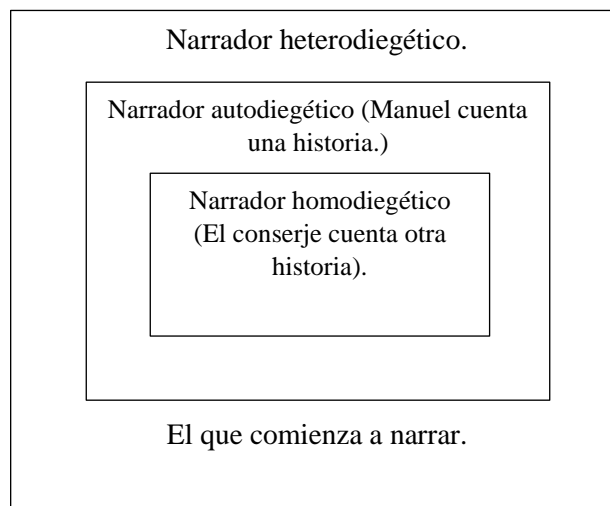 Narrador heterodiegético.
Narrador autodiegético (Manuel cuenta
una historia.)
Narrador homodiegético
(El conserje cuenta otra
historia).
El que comienza a narrar.